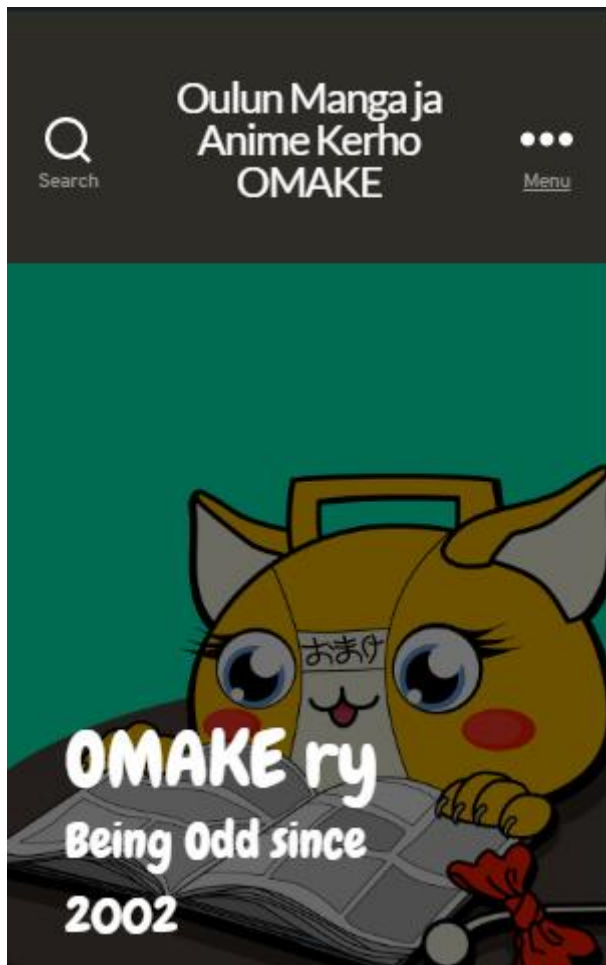 Oulun Manga ja
Anime Kerho
OMAKE
Search
Menu
おまけ
OMAKE ry
Being Odd since
2002